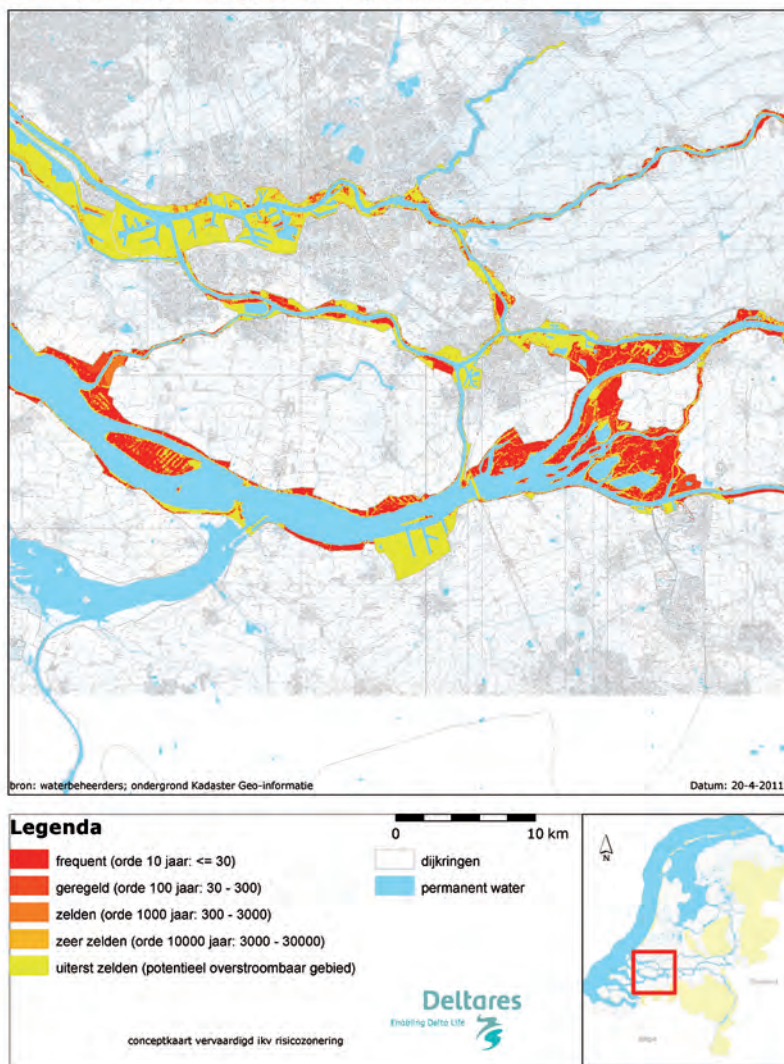 bron: waterbeheerders; ondergrond Kadaster Geo-informatie
Datum: 20-4-2011
Legenda
frequent (orde 10 jaar: <= 30)
geregeld (orde 100 jaar: 30 - 300)
zelden (orde 1000 jaar: 300 - 3000)
zeer zelden (orde 10000 jaar: 3000 - 30000)
uiterst zelden (potentieel overstroombaar gebied)
0 10 km
dijkringen
permanent water
Deltares
Enabling Delta Life
conceptkaart vervaardigd ikv risicozonering
N